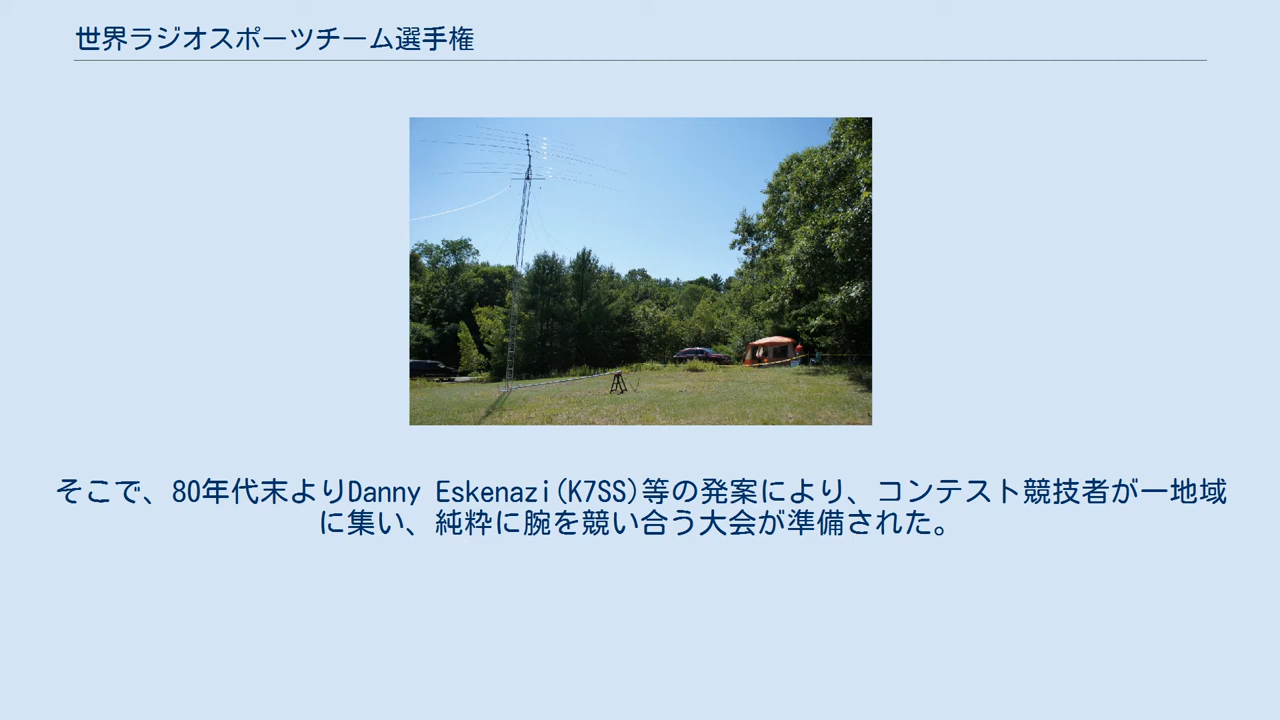 世界ラジオスポーツチーム選手権
そこで、80年代末よりDanny Eskenazi(K7SS)等の発案により、コンテスト競技者が一地域
に集い、純粋に腕を競い合う大会が準備された。